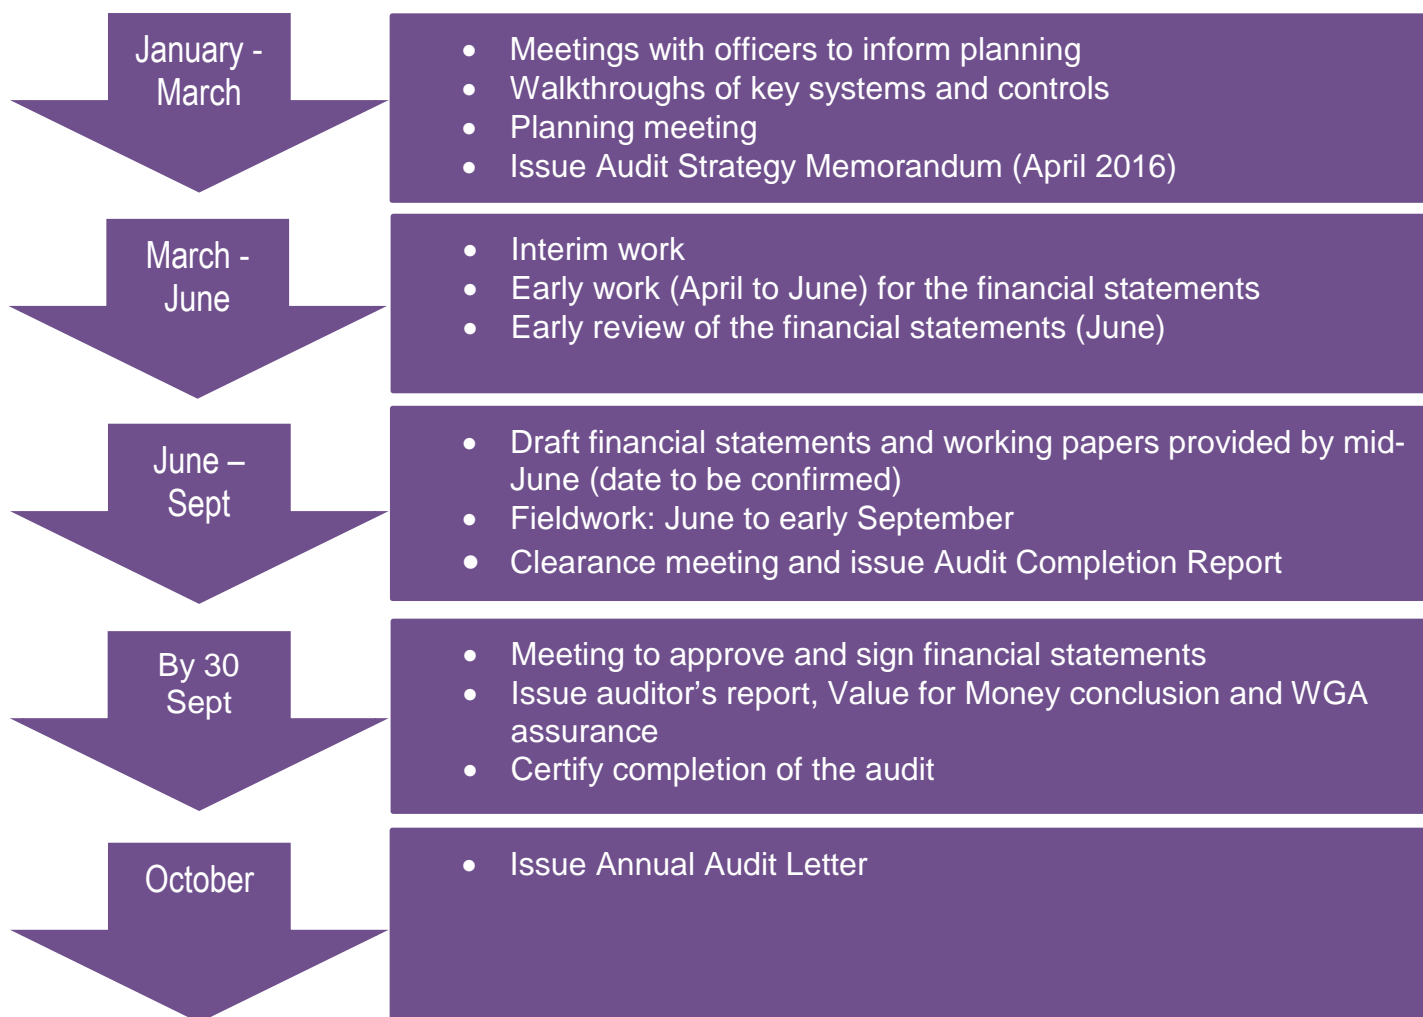 January -
March
• Meetings with officers to inform planning
• Walkthroughs of key systems and controls
• Planning meeting
• Issue Audit Strategy Memorandum (April 2016)
March -
June
• Interim work
• Early work (April to June) for the financial statements
• Early review of the financial statements (June)
June –
Sept
• Draft financial statements and working papers provided by mid-
June (date to be confirmed)
• Fieldwork: June to early September
• Clearance meeting and issue Audit Completion Report
By 30
Sept
• Meeting to approve and sign financial statements
• Issue auditor’s report, Value for Money conclusion and WGA
assurance
• Certify completion of the audit
October
• Issue Annual Audit Letter